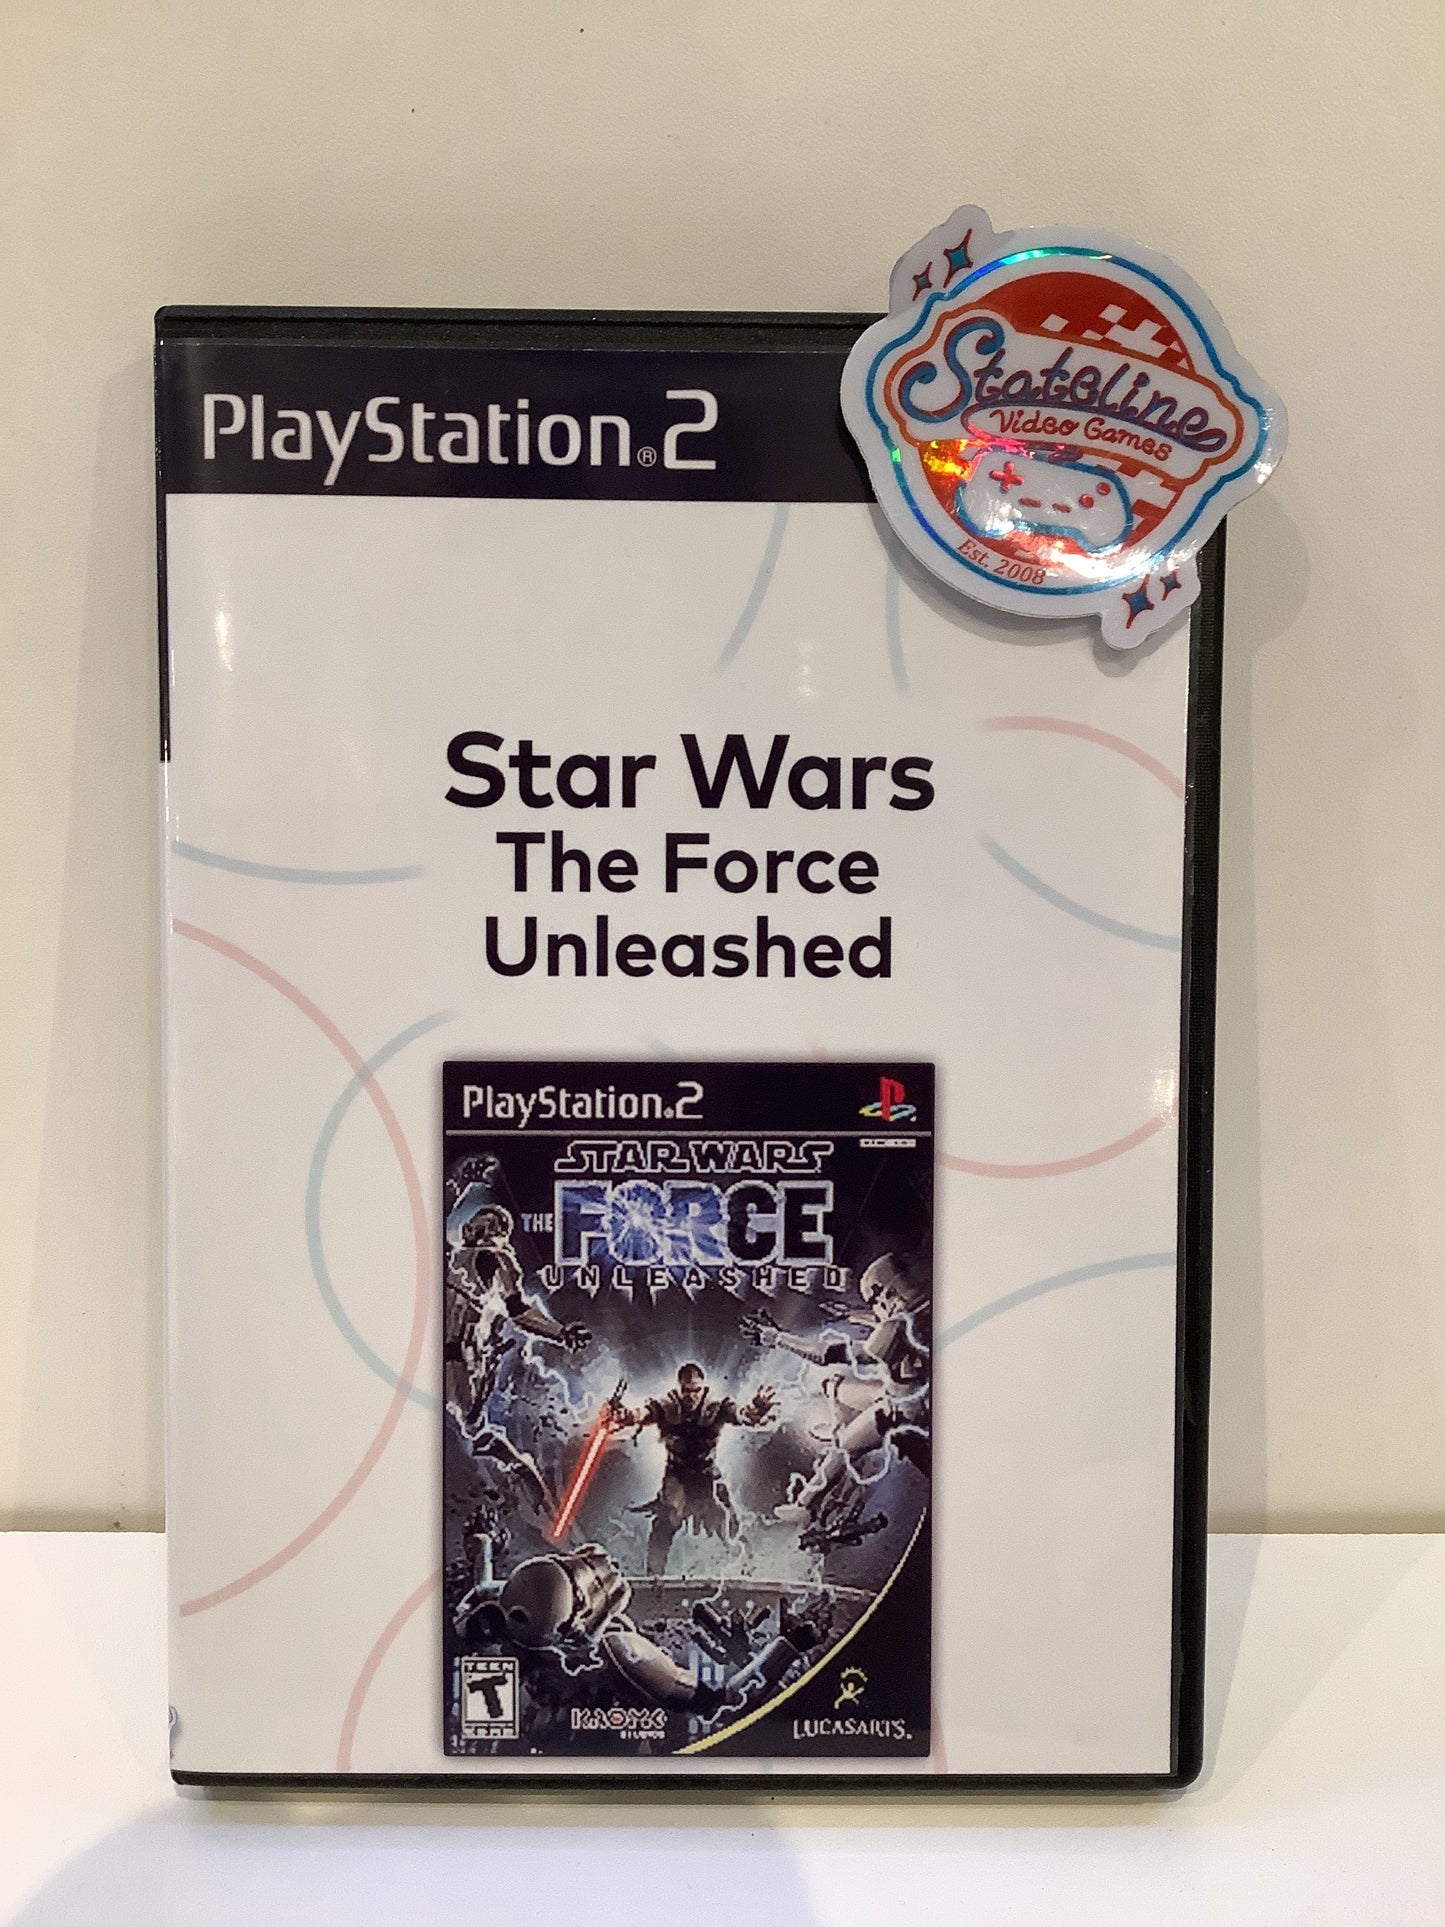 PlayStation®2
Stateline
Video Games
Est. 2008
Star Wars
The Force
Unleashed
PlayStation®2
STAR WARS
THE FORCE
UNLEASHED
TEEN
T
LUCASARTS